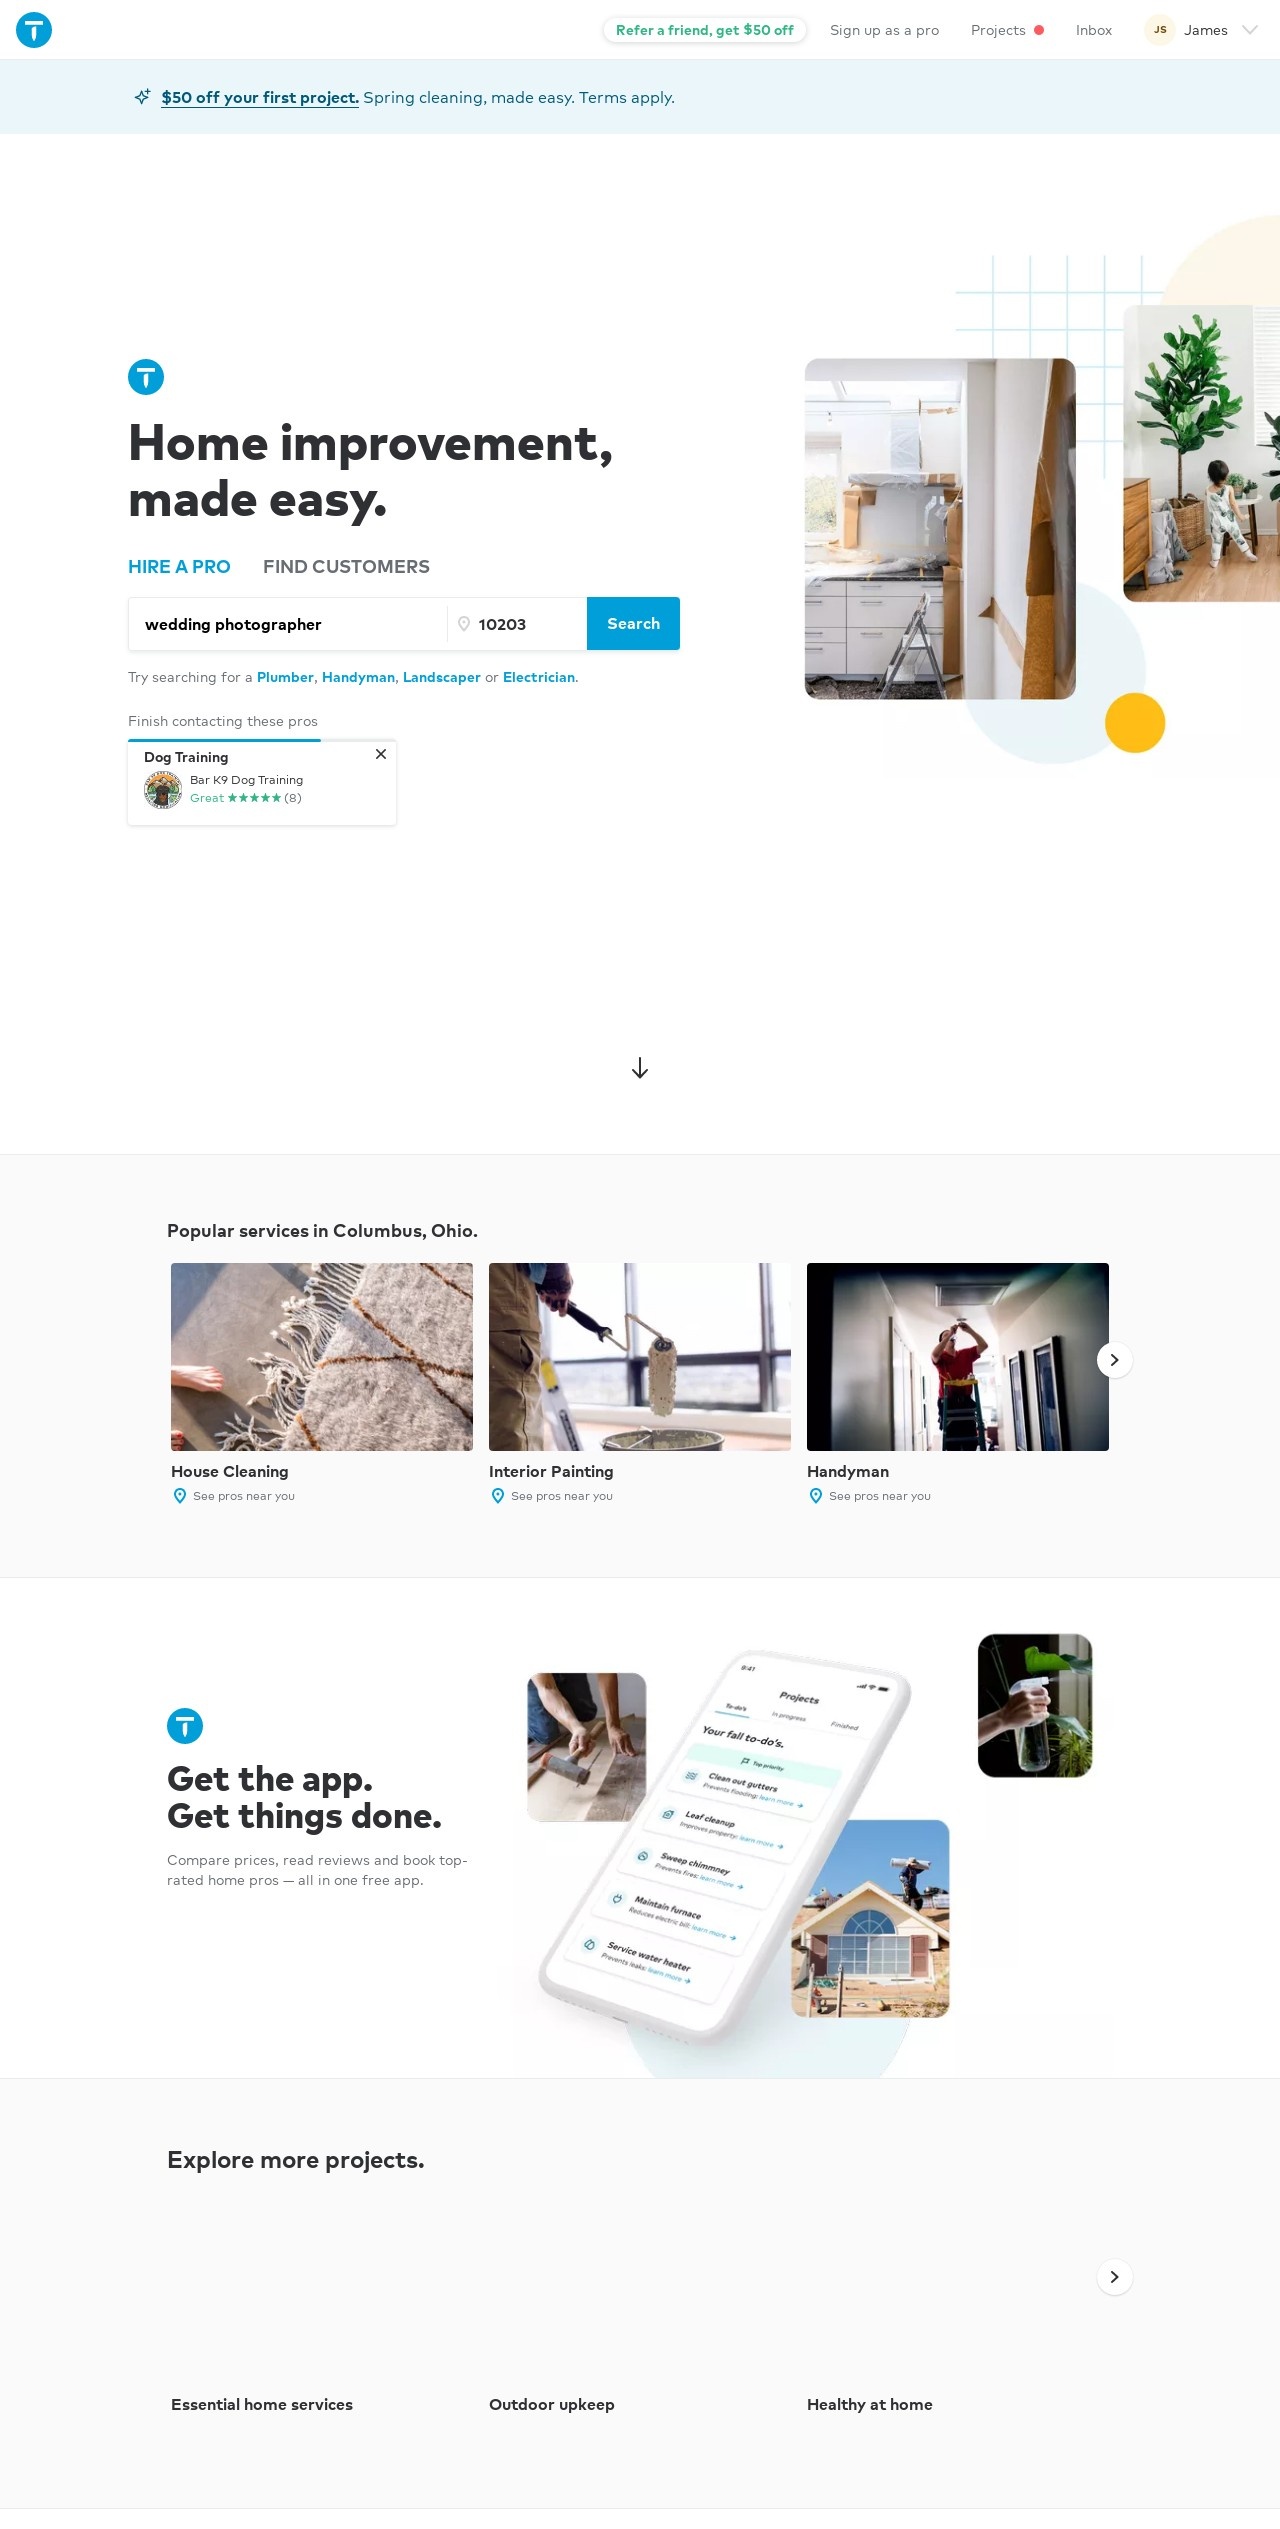 Refer a friend, get $50 off
Sign up as a pro
Projects
Inbox
JS
James
$50 off your first project. Spring cleaning, made easy. Terms apply.
Home improvement,
made easy.
HIRE A PRO
FIND CUSTOMERS
wedding photographer
10203
Search
Try searching for a Plumber, Handyman, Landscaper or Electrician.
Finish contacting these pros
Dog Training
Bar K9 Dog Training
Great ★★★★★ (8)
Popular services in Columbus, Ohio.
House Cleaning
See pros near you
Interior Painting
See pros near you
Handyman
See pros near you
Get the app.
Get things done.
Compare prices, read reviews and book top-
rated home pros — all in one free app.
9:41
Projects
To-do's
In progress
Finished
Your fall to-do's.
Top priority
Clean out gutters
Prevents flooding: learn more →
Leaf cleanup
Improves property: learn more →
Sweep chimmney
Prevents fires: learn more →
Maintain furnace
Reduces electric bill: learn more →
Service water heater
Prevents leaks: learn more →
Explore more projects.
Essential home services
Outdoor upkeep
Healthy at home